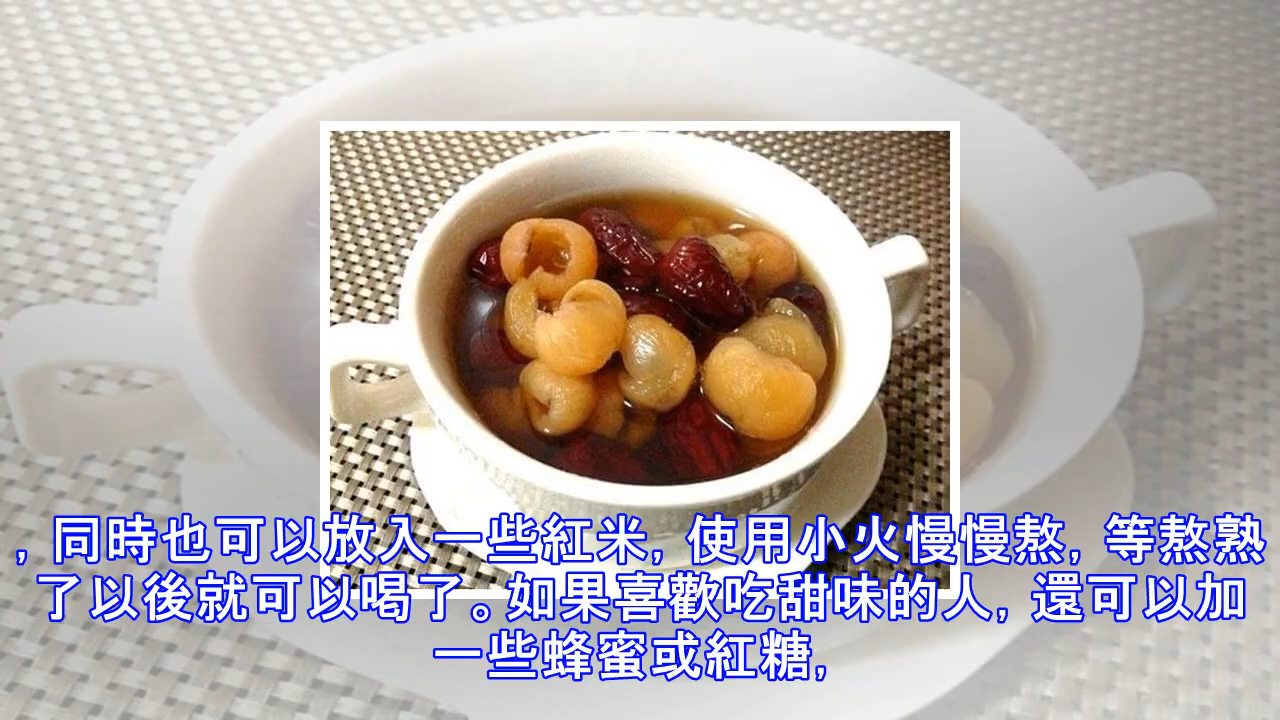 , 同時也可以放入一些紅米, 使用小火慢慢熬, 等熬熟
了以後就可以喝了。如果喜歡吃甜味的人, 還可以加
一些蜂蜜或紅糖,